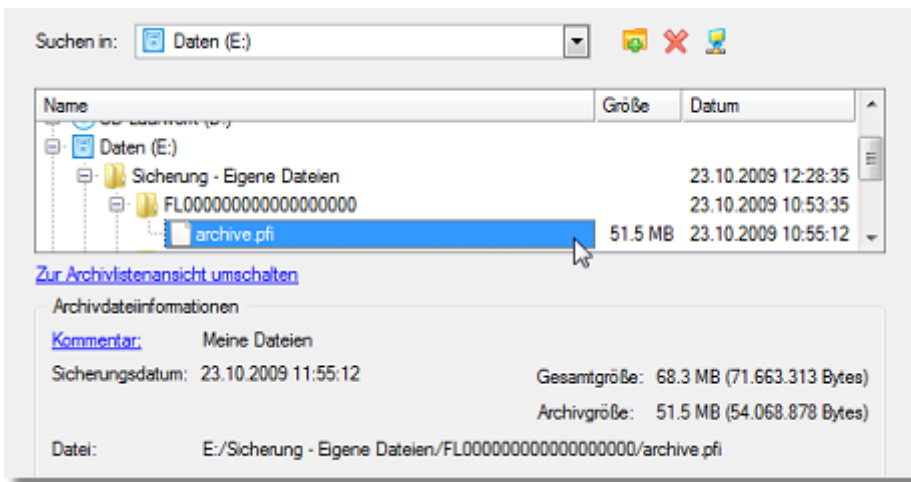 Suchen in: Daten (E:)
Name Größe Datum
Daten (E:)
Sicherung - Eigene Dateien 23.10.2009 12:28:35
FL000000000000000000 23.10.2009 10:53:35
archive.pfi 51.5 MB 23.10.2009 10:55:12
Zur Archivlistenansicht umschalten
Archivdateiinformationen
Kommentar: Meine Dateien
Sicherungsdatum: 23.10.2009 11:55:12
Gesamtgröße: 68.3 MB (71.663.313 Bytes)
Archivgröße: 51.5 MB (54.068.878 Bytes)
Datei: E:/Sicherung - Eigene Dateien/FL000000000000000000/archive.pfi